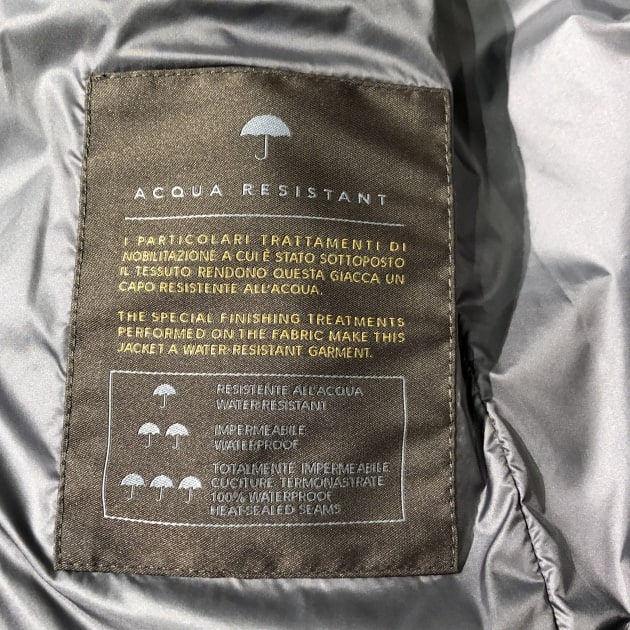 ACQUA RESISTANT
I PARTICOLARI TRATTAMENTI DI
NOBILITAZIONE A CUI È STATO SOTTOPOSTO
IL TESSUTO RENDONO QUESTA GIACCA UN
CAPO RESISTENTE ALL'ACQUA.
THE SPECIAL FINISHING TREATMENTS
PERFORMED ON THE FABRIC MAKE THIS
JACKET A WATER-RESISTANT GARMENT.
RESISTENTE ALL'ACQUA
WATER-RESISTANT
IMPERMEABILE
WATERPROOF
TOTALMENTE IMPERMEABILE
CUCITURE TERMONASTRATE
100% WATERPROOF
HEAT-SEALED SEAMS